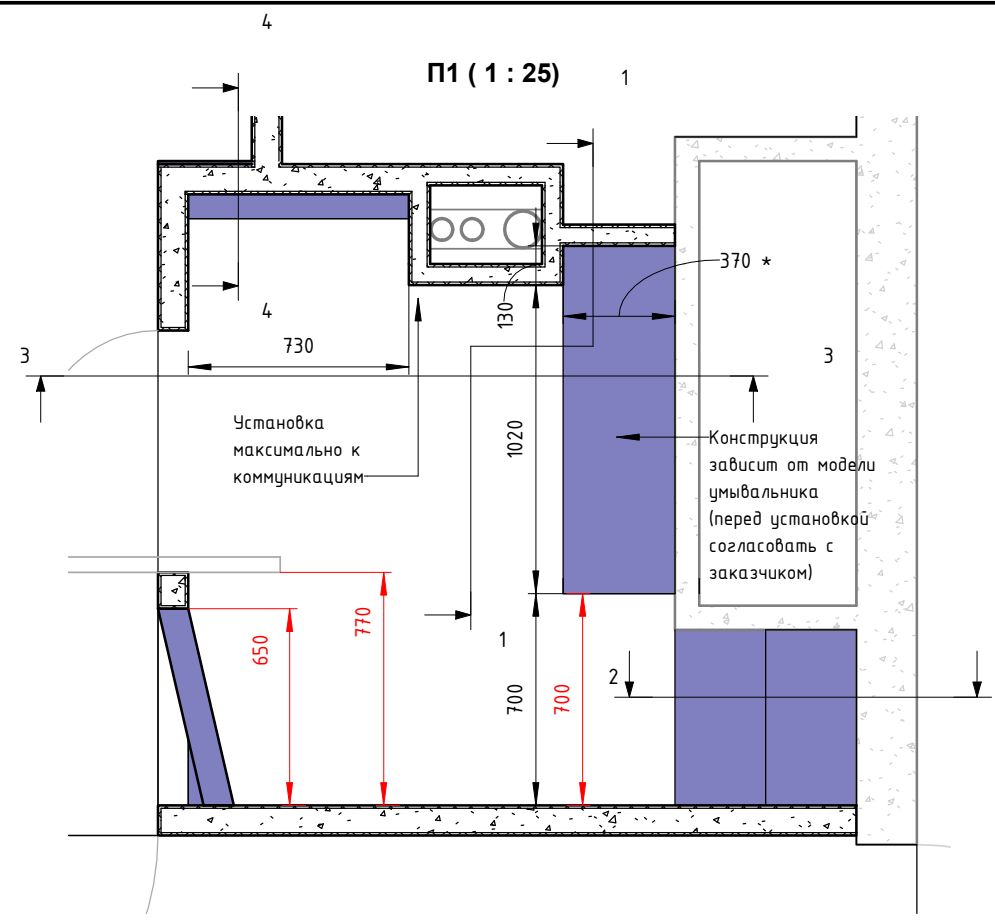 4
П1 ( 1 : 25)
1
370 *
130
4
730
3
3
Установка
максимально к
коммуникациям
1020
Конструкция
зависит от модели
умывальника
(перед установкой
согласовать с
заказчиком)
770
650
1
700
700
2